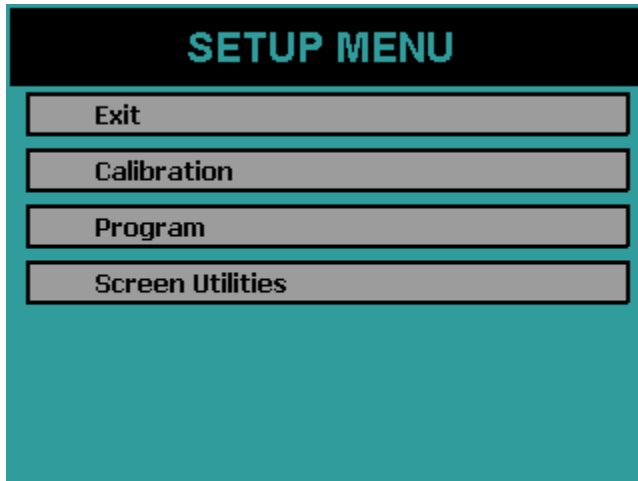 SETUP MENU
Exit
Calibration
Program
Screen Utilities